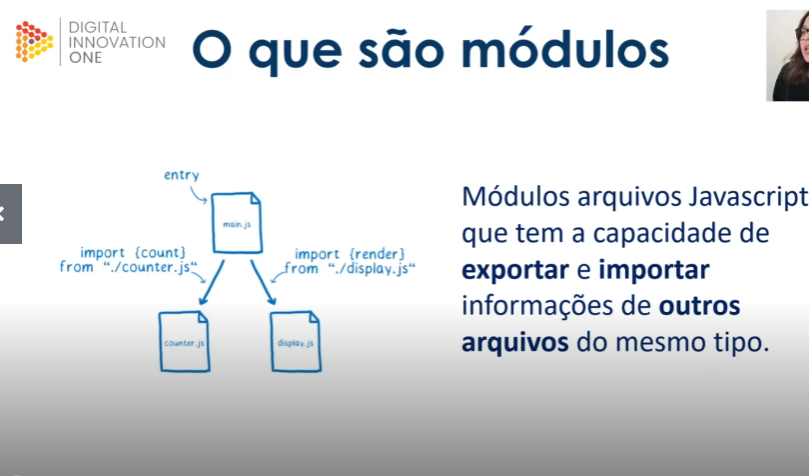 DIGITAL
INNOVATION
ONE
O que são módulos
entry
main.js
import {count}
from "./counter.js"
import {render}
from "./display.js"
counter.js
display.js
Módulos arquivos Javascript
que tem a capacidade de
exportar e importar
informações de outros
arquivos do mesmo tipo.